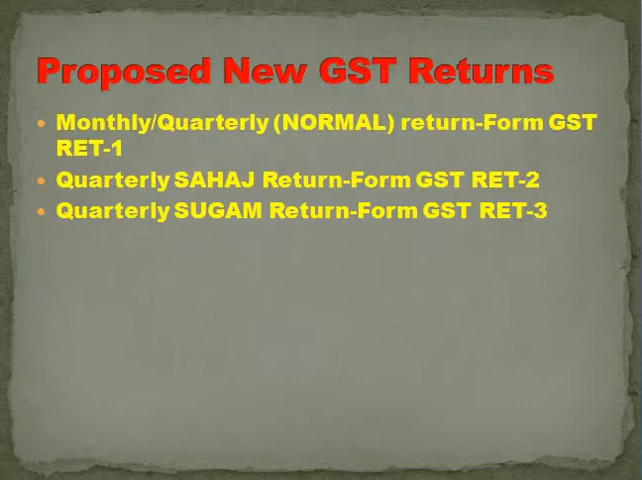 Proposed New GST Returns
• Monthly/Quarterly (NORMAL) return-Form GST
RET-1
• Quarterly SAHAJ Return-Form GST RET-2
• Quarterly SUGAM Return-Form GST RET-3